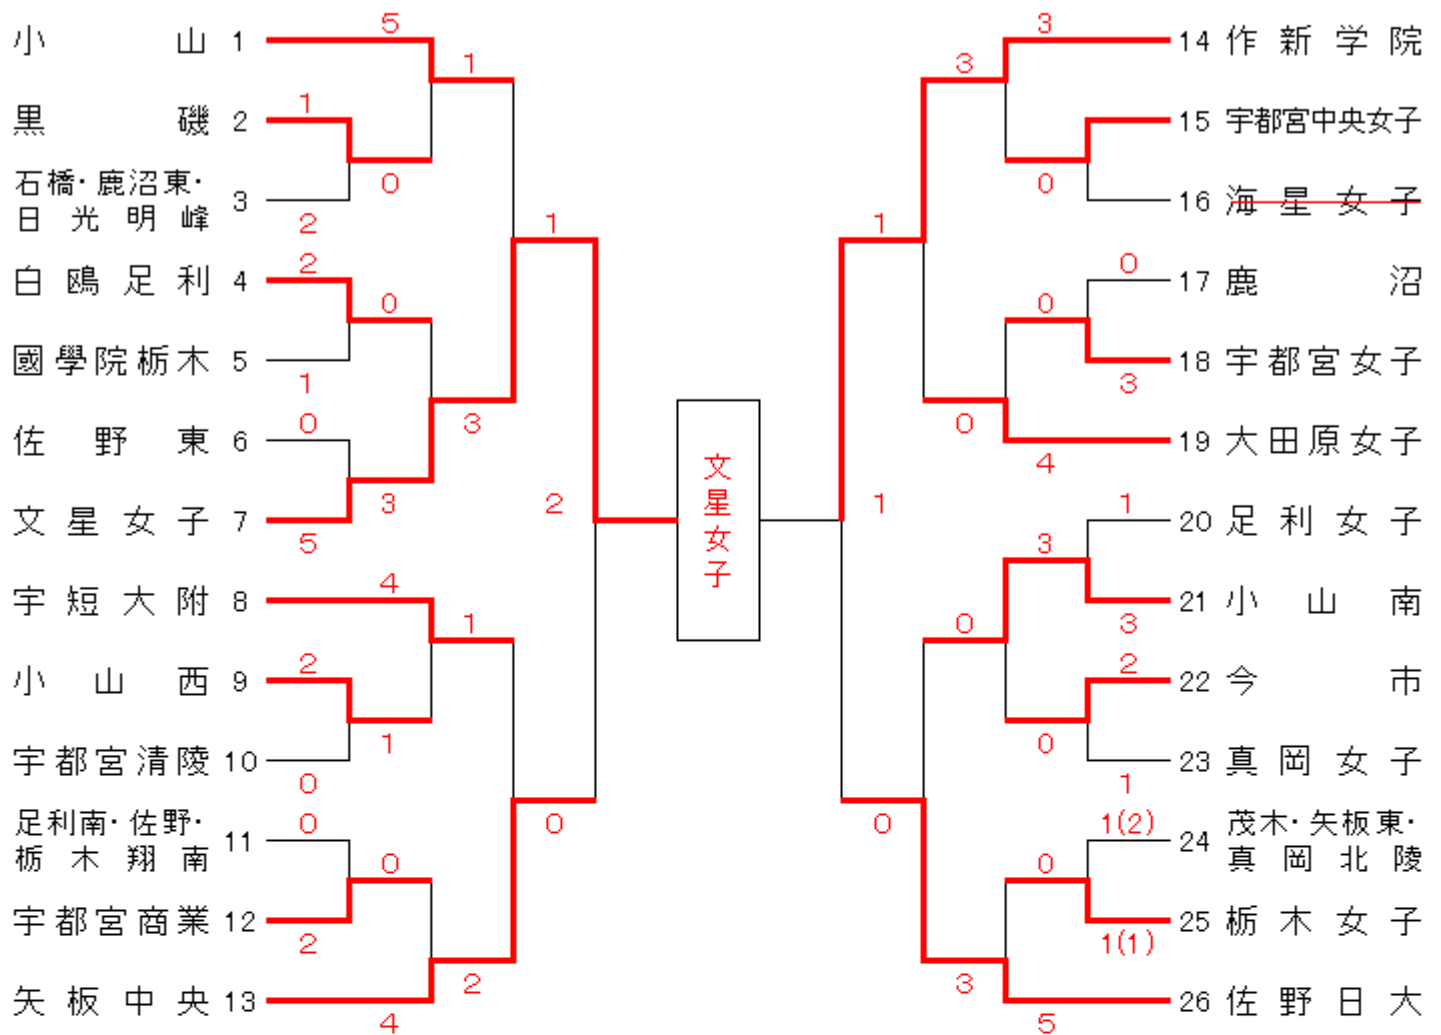 小山 1
黒磯 2
石橋・鹿沼東・
日光明峰 3
白鴎足利 4
國學院栃木 5
佐野東 6
文星女子 7
宇短大附 8
小山西 9
宇都宮清陵 10
足利南・佐野・
栃木翔南 11
宇都宮商業 12
矢板中央 13
5
1
2
2
1
0
5
4
2
0
0
2
4
0
0
3
1
0
1
3
1
2
1
0
2
文星女子
1
1
0
3
0
0
3
3
0
0
3
0
0
5
4
0
3
1
3
2
1
1(2)
1(1)
14 作新学院
15 宇都宮中央女子
16 海星女子
17 鹿沼
18 宇都宮女子
19 大田原女子
20 足利女子
21 小山南
22 今市
23 真岡女子
24 茂木・矢板東・
真岡北陵
25 栃木女子
26 佐野日大